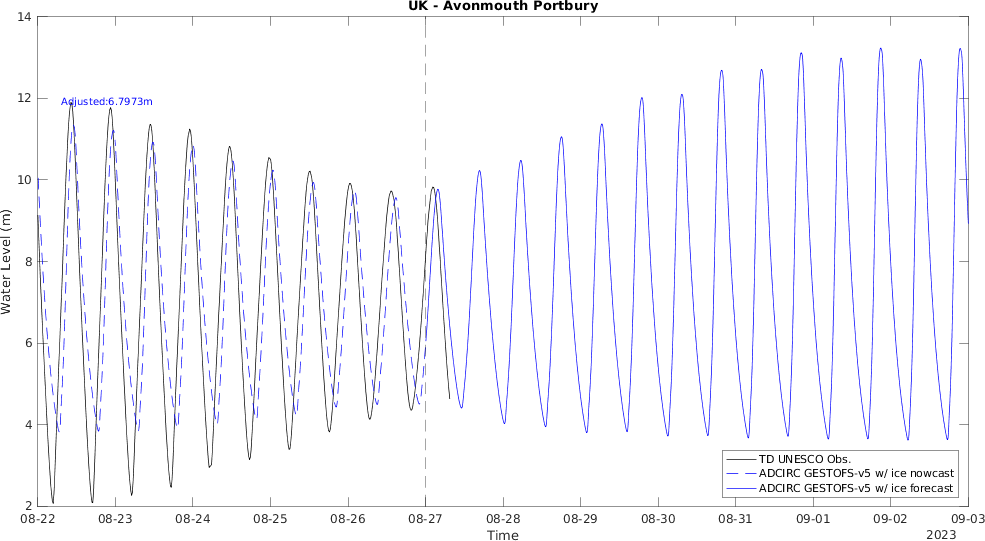 UK - Avonmouth Portbury
14
12
10
8
6
4
2
Water Level (m)
Adjusted:6.7973m
TD UNESCO Obs.
ADCIRC GESTOFS-v5 w/ ice nowcast
ADCIRC GESTOFS-v5 w/ ice forecast
08-22 08-23 08-24 08-25 08-26 08-27 08-28 08-29 08-30 08-31 09-01 09-02 09-03
Time
2023